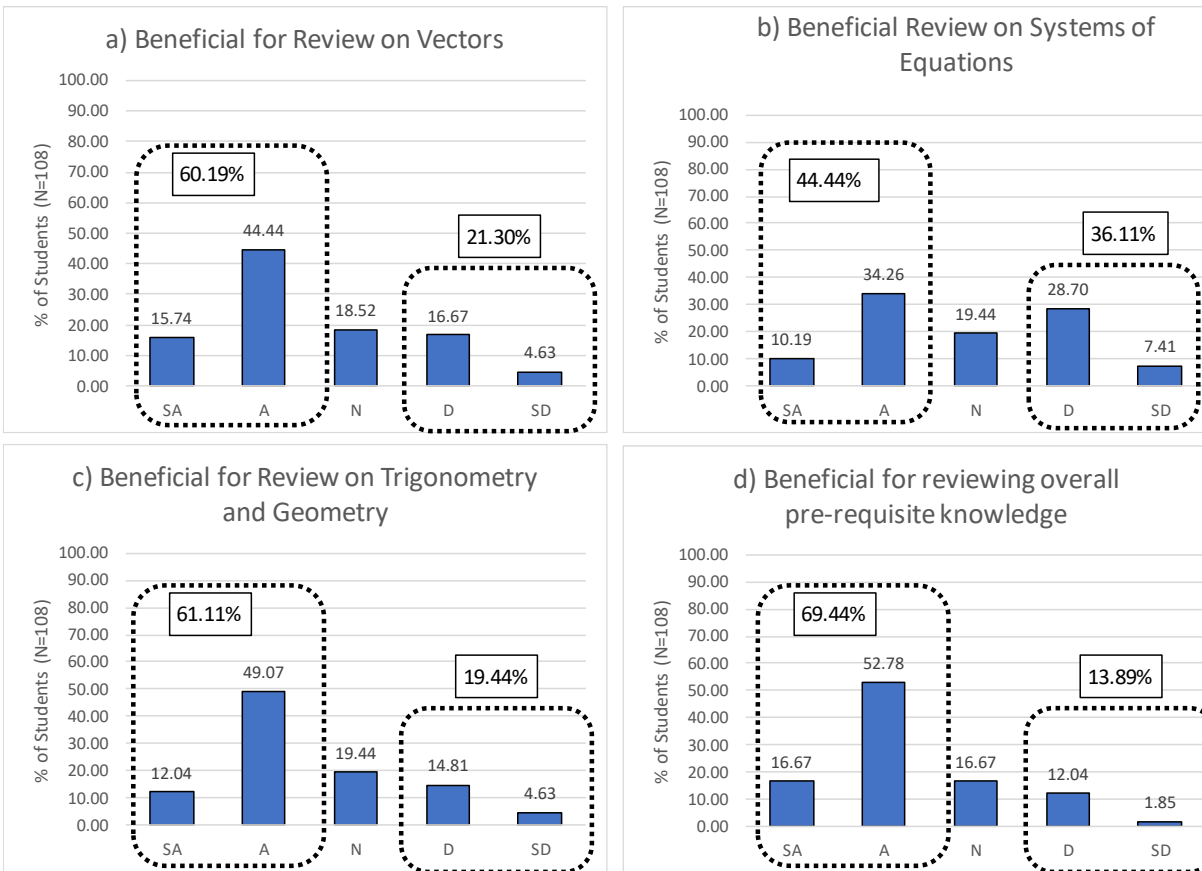 a) Beneficial for Review on Vectors
% of Students (N=108)
100.00
90.00
80.00
70.00
60.00
50.00
40.00
30.00
20.00
10.00
0.00
60.19%
21.30%
15.74
44.44
18.52
16.67
4.63
SA
A
N
D
SD
b) Beneficial Review on Systems of
Equations
% of Students (N=108)
100.00
90.00
80.00
70.00
60.00
50.00
40.00
30.00
20.00
10.00
0.00
44.44%
36.11%
10.19
34.26
19.44
28.70
7.41
SA
A
N
D
SD
c) Beneficial for Review on Trigonometry
and Geometry
% of Students (N=108)
100.00
90.00
80.00
70.00
60.00
50.00
40.00
30.00
20.00
10.00
0.00
61.11%
19.44%
12.04
49.07
19.44
14.81
4.63
SA
A
N
D
SD
d) Beneficial for reviewing overall
pre-requisite knowledge
% of Students (N=108)
100.00
90.00
80.00
70.00
60.00
50.00
40.00
30.00
20.00
10.00
0.00
69.44%
13.89%
16.67
52.78
16.67
12.04
1.85
SA
A
N
D
SD